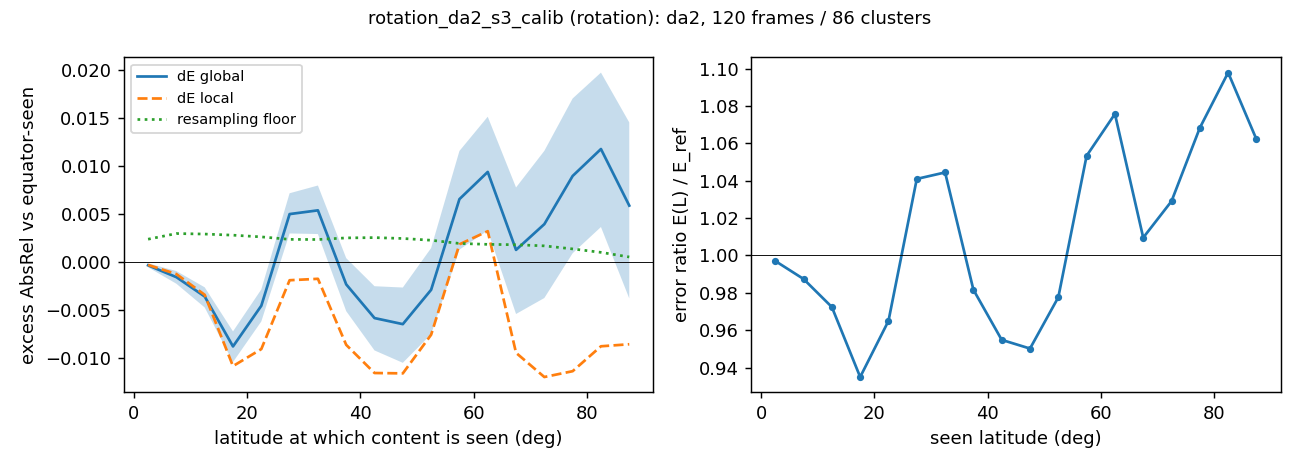 rotation_da2_s3_calib (rotation): da2, 120 frames / 86 clusters
excess AbsRel vs equator-seen
0.020
0.015
0.010
0.005
0.000
−0.005
−0.010
dE global
dE local
resampling floor
0 20 40 60 80
latitude at which content is seen (deg)
error ratio E(L) / E_ref
1.10
1.08
1.06
1.04
1.02
1.00
0.98
0.96
0.94
0 20 40 60 80
seen latitude (deg)